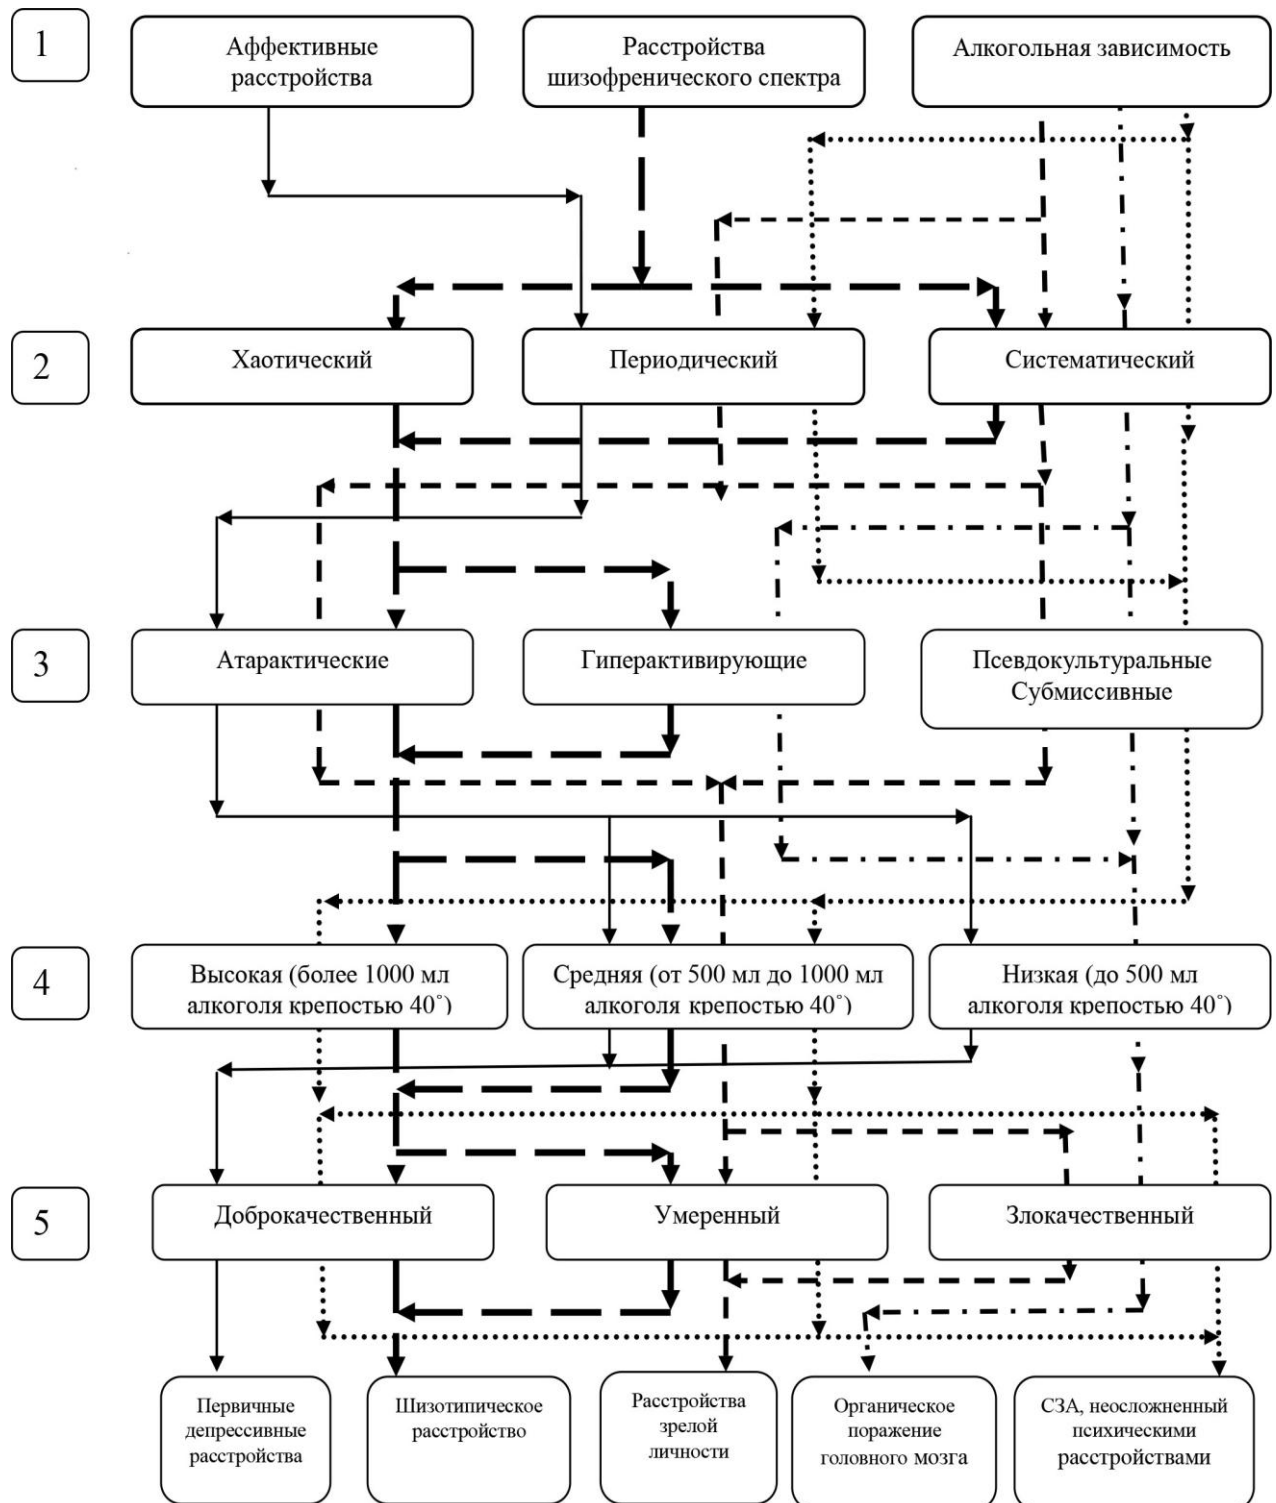 1
Аффективные
расстройства
Расстройства
шизофренического спектра
Алкогольная зависимость
2
Хаотический
Периодический
Систематический
3
Атарактические
Гиперактивирующие
Псевдокультуральные
Субмиссивные
4
Высокая (более 1000 мл
алкоголя крепостью 40˚)
Средняя (от 500 мл до 1000 мл
алкоголя крепостью 40˚)
Низкая (до 500 мл
алкоголя крепостью 40˚)
5
Доброкачественный
Умеренный
Злокачественный
Первичные
депрессивные
расстройства
Шизотипическое
расстройство
Расстройства
зрелой
личности
Органическое
поражение
головного мозга
СЗА, неосложненный
психическими
расстройствами